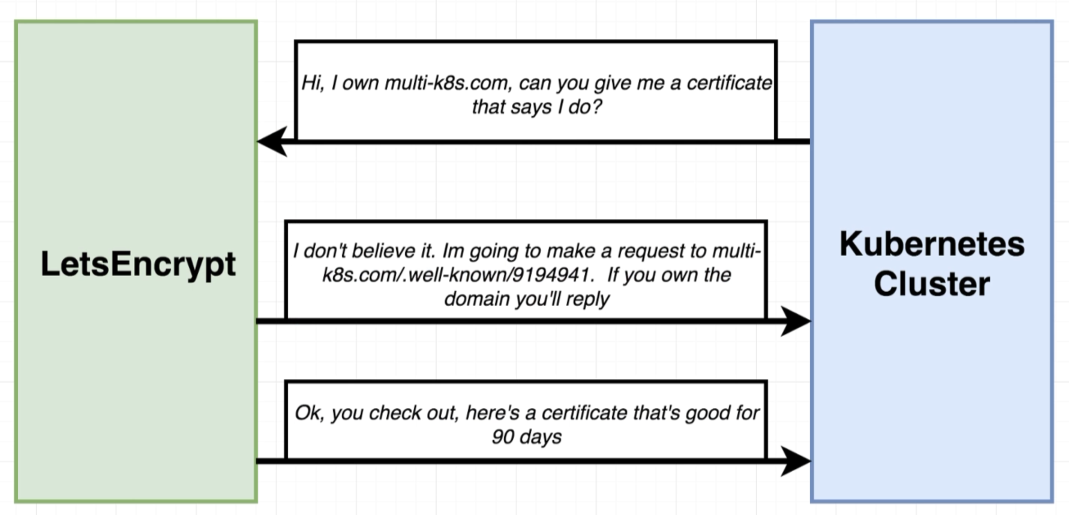 Hi, I own multi-k8s.com, can you give me a certificate
that says I do?
LetsEncrypt
I don't believe it. Im going to make a request to multi-
k8s.com/.well-known/9194941. If you own the
domain you'll reply
Kubernetes
Cluster
Ok, you check out, here's a certificate that's good for
90 days